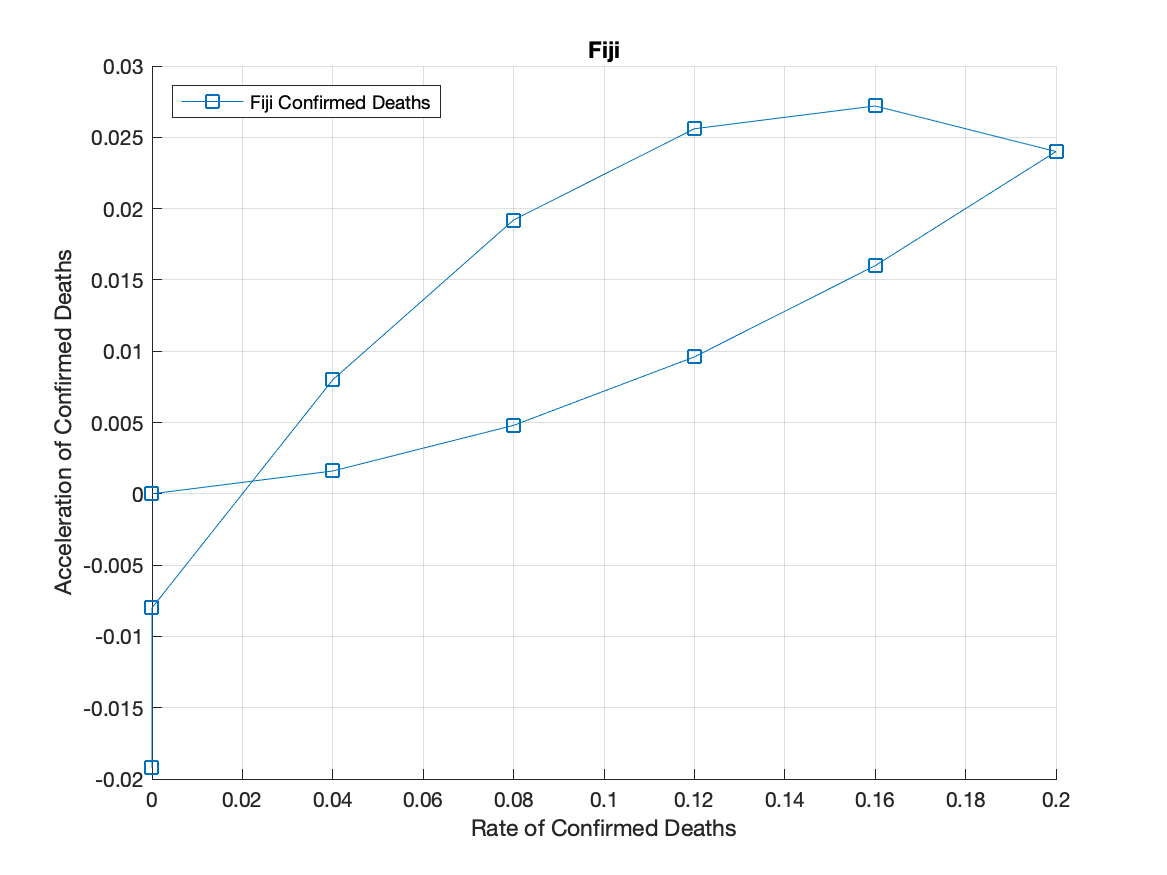 Fiji
Fiji Confirmed Deaths
Acceleration of Confirmed Deaths
0.03
0.025
0.02
0.015
0.01
0.005
0
-0.005
-0.01
-0.015
-0.02
0 0.02 0.04 0.06 0.08 0.1 0.12 0.14 0.16 0.18 0.2
Rate of Confirmed Deaths